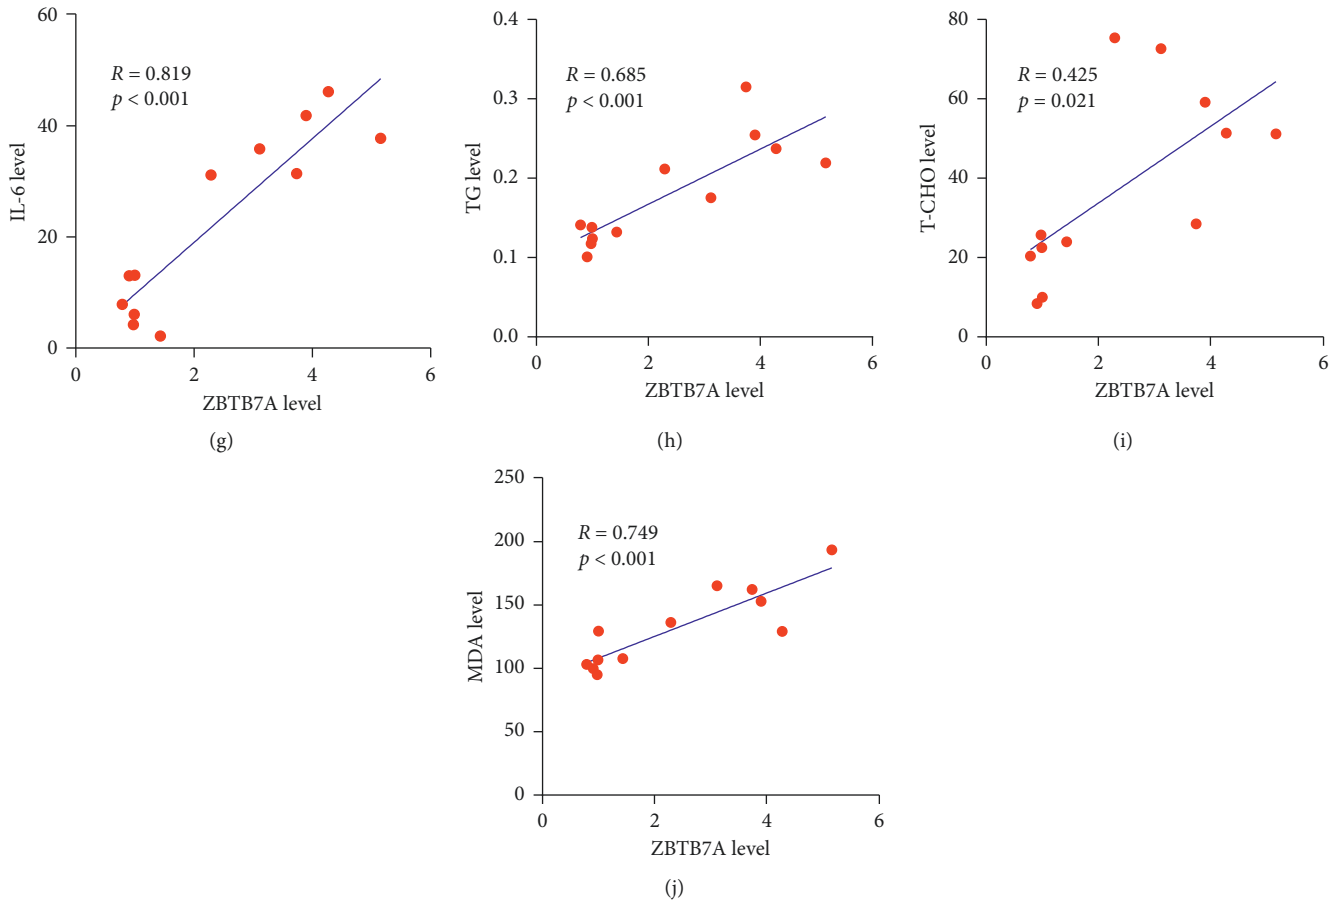 60
40
20
0
IL-6 level
R = 0.819
p < 0.001
0 2 4 6
ZBTB7A level
(g)
0.4
0.3
0.2
0.1
0.0
TG level
R = 0.685
p < 0.001
0 2 4 6
ZBTB7A level
(h)
80
60
40
20
0
T-CHO level
R = 0.425
p = 0.021
0 2 4 6
ZBTB7A level
(i)
250
200
150
100
50
0
MDA level
R = 0.749
p < 0.001
0 2 4 6
ZBTB7A level
(j)